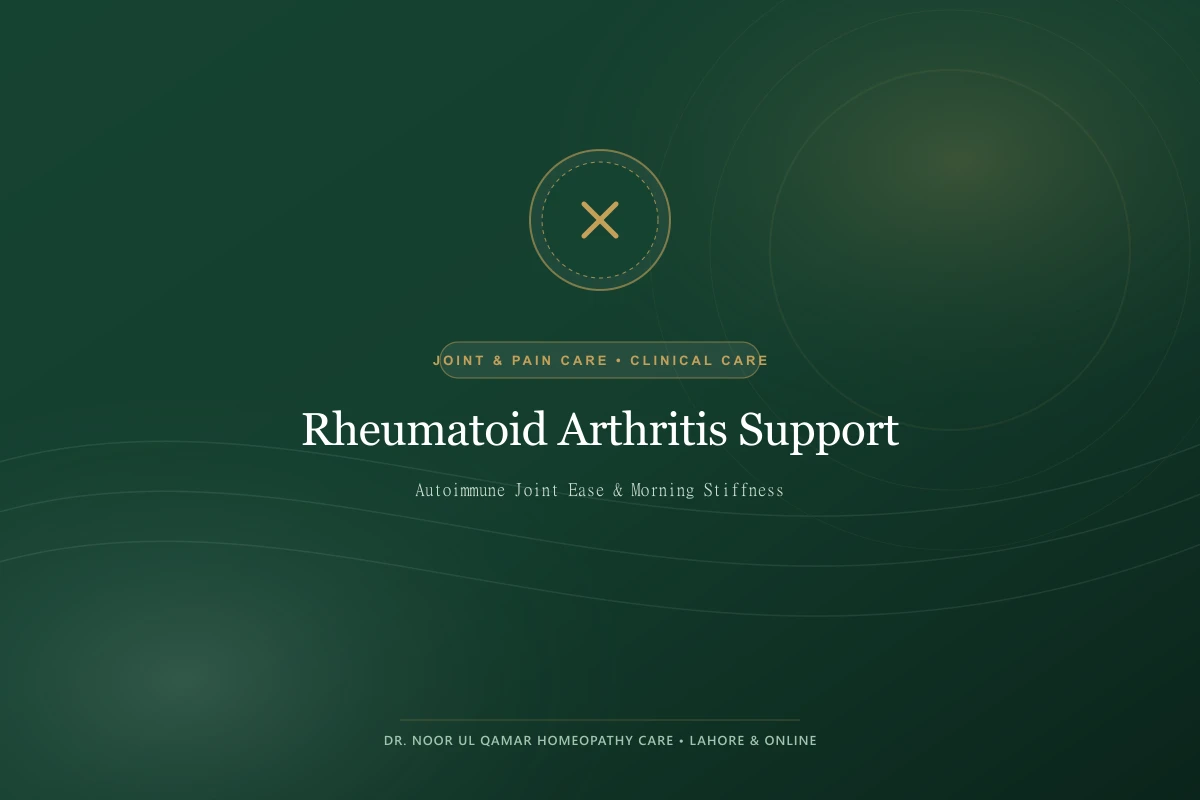 JOINT & PAIN CARE • CLINICAL CARE
Rheumatoid Arthritis Support
Autoimmune Joint Ease & Morning Stiffness
DR. NOOR UL QAMAR HOMEOPATHY CARE • LAHORE & ONLINE